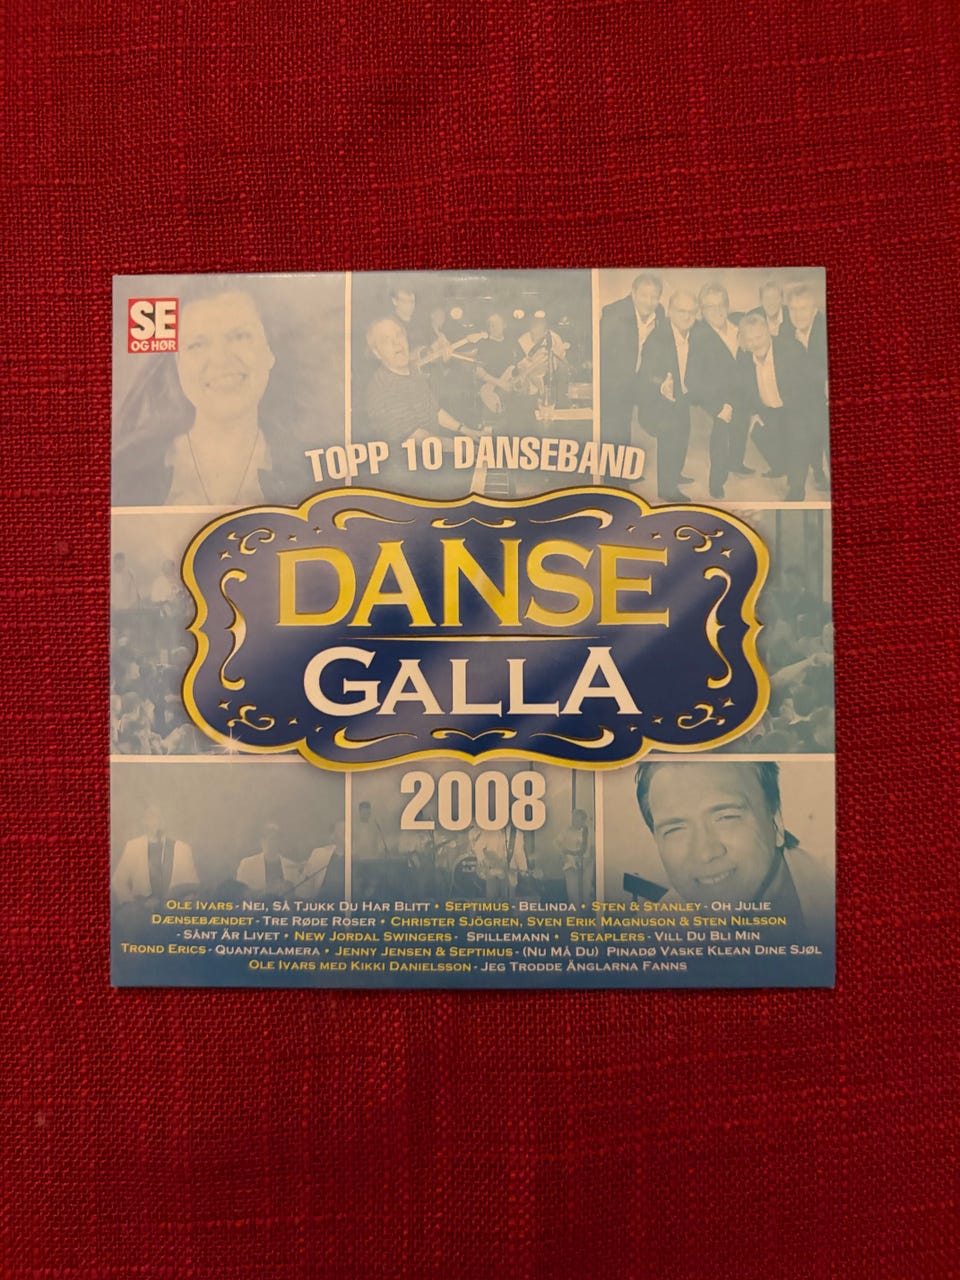 SE
OG HØR
TOPP 10 DANSEBAND
DANSE
GALLA
2008
OLE IVARS - NEI, SÅ TJUKK DU HAR BLITT • SEPTIMUS - BELINDA • STEN & STANLEY - OH JULIE
DÆNSEBÆNDET - TRE RØDE ROSER • CHRISTER SJÖGREN, SVEN ERIK MAGNUSON & STEN NILSSON
- SÅNT ÄR LIVET • NEW JORDAL SWINGERS - SPILLEMANN • STEAPLERS - VILL DU BLI MIN
TROND ERICS - QUANTALAMERA • JENNY JENSEN & SEPTIMUS - (NU MÅ DU) PINADØ VASKE KLEAN DINE SJØL
OLE IVARS MED KIKKI DANIELSSON - JEG TRODDE ÄNGLARNA FANNS